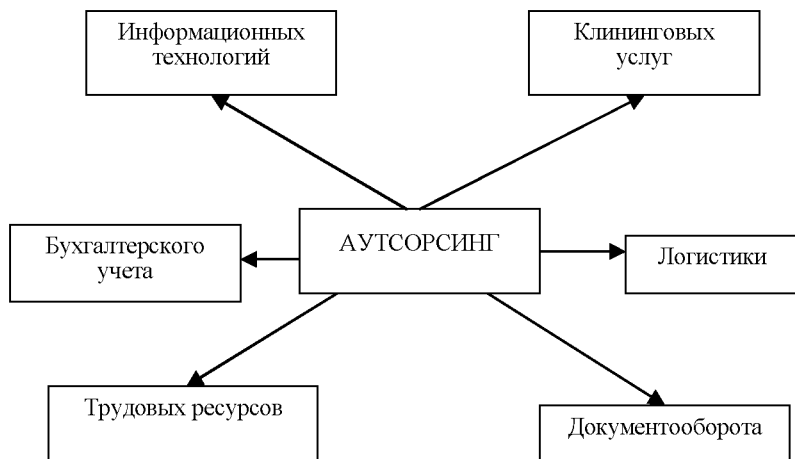 Информационных
технологий
Клининговых
услуг
АУТСОРСИНГ
Бухгалтерского
учета
Логистики
Трудовых ресурсов
Документооборота